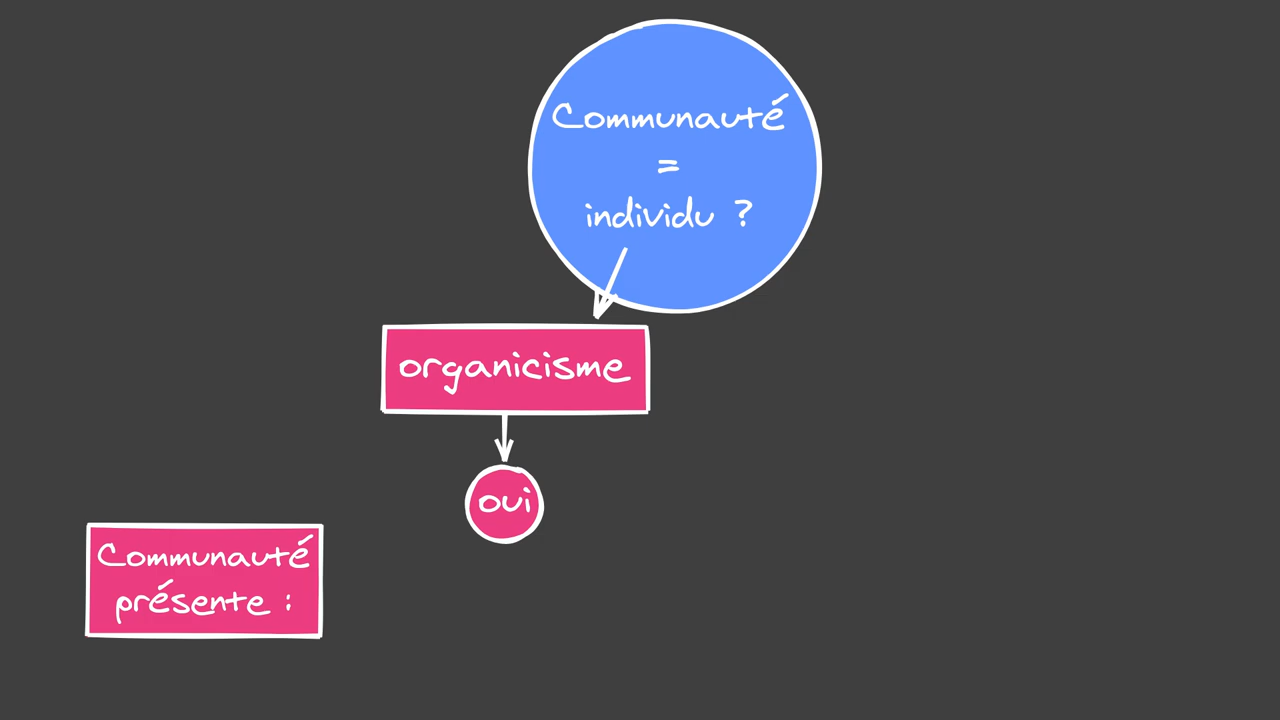 Communauté
=
individu ?
organicisme
oui
Communauté
présente :